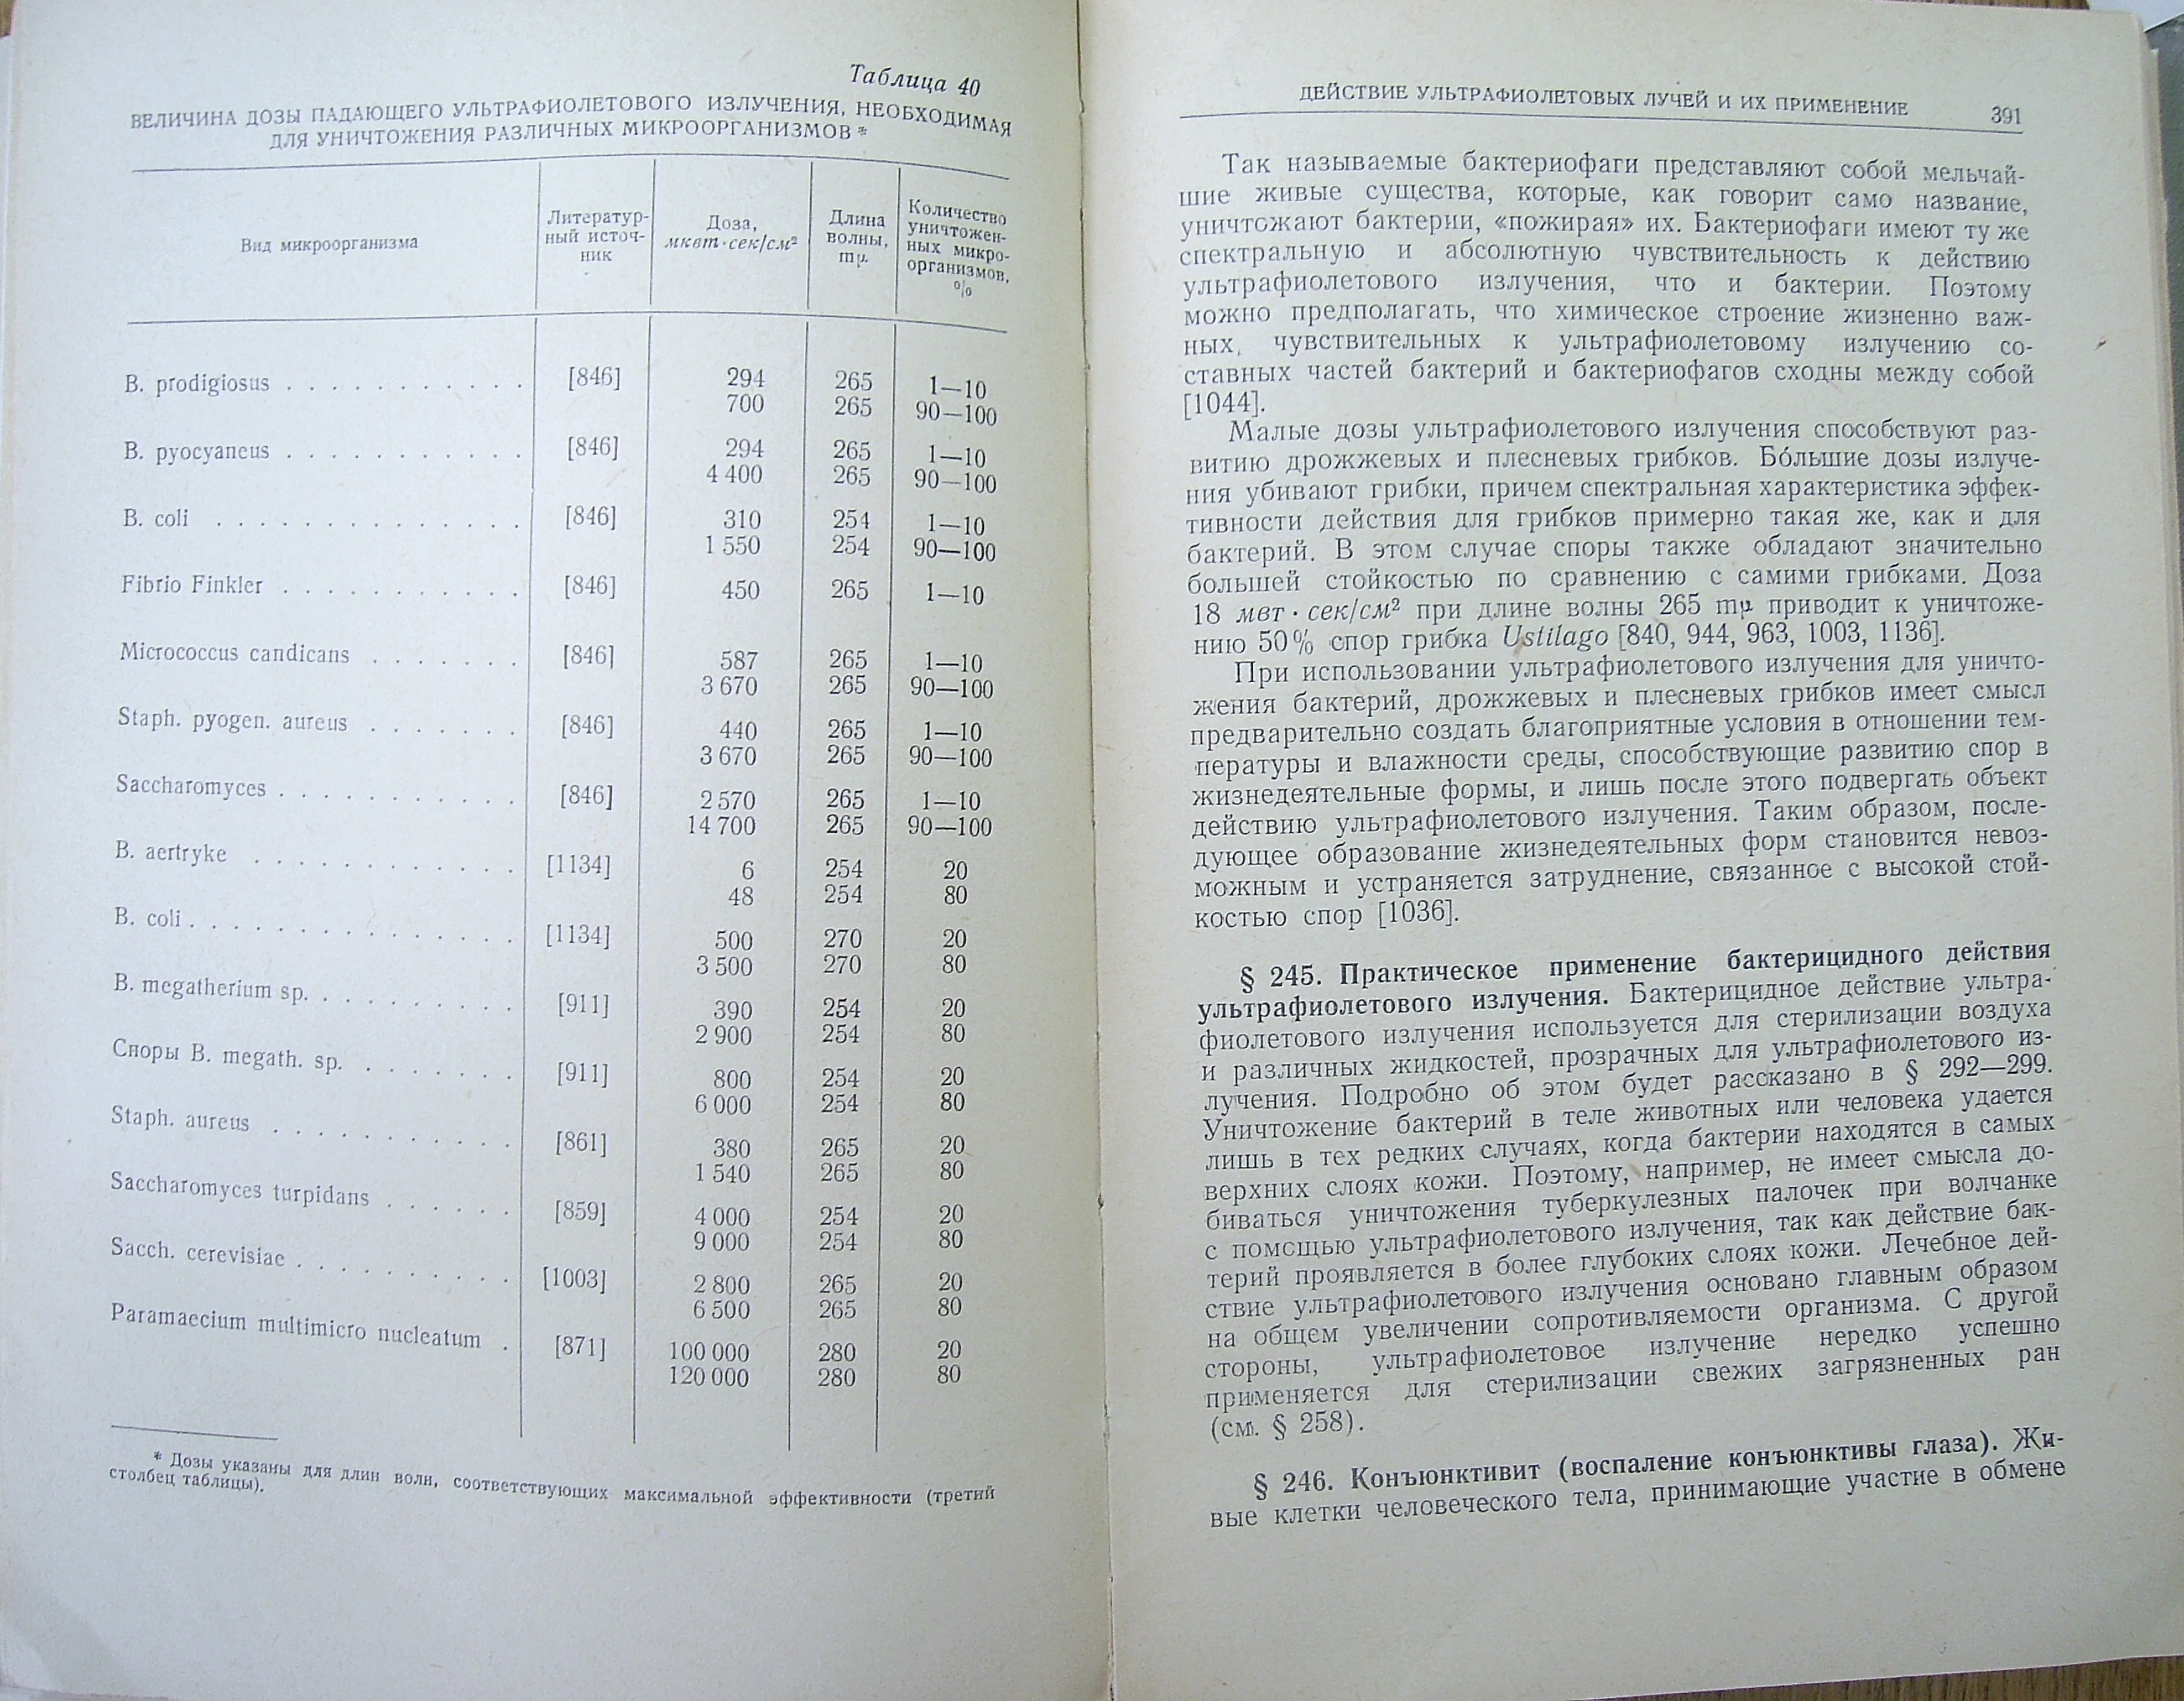 Таблица 40
ВЕЛИЧИНА ДОЗЫ ПАДАЮЩЕГО УЛЬТРАФИОЛЕТОВОГО ИЗЛУЧЕНИЯ, НЕОБХОДИМАЯ
ДЛЯ УНИЧТОЖЕНИЯ РАЗЛИЧНЫХ МИКРООРГАНИЗМОВ *
Вид микроорганизма
Литератур-
ный источ-
ник
Доза,
мквт·сек/см²
Длина
волны,
mμ
Количество
уничтожен-
ных микро-
организмов,
%
B. prodigiosus . . . . . . . . . . . [846] 294 265 1—10
700 265 90—100
B. pyocyaneus . . . . . . . . . . . [846] 294 265 1—10
4 400 265 90—100
B. coli . . . . . . . . . . . . . . [846] 310 254 1—10
1 550 254 90—100
Fibrio Finkler . . . . . . . . . . . [846] 450 265 1—10
Micrococcus candicans . . . . . . . [846] 587 265 1—10
3 670 265 90—100
Staph. pyogen. aureus . . . . . . . [846] 440 265 1—10
3 670 265 90—100
Saccharomyces . . . . . . . . . . . [846] 2 570 265 1—10
14 700 265 90—100
B. aertryke . . . . . . . . . . . . [1134] 6 254 20
48 254 80
B. coli . . . . . . . . . . . . . . . [1134] 500 270 20
3 500 270 80
B. megatherium sp. . . . . . . . . . [911] 390 254 20
2 900 254 80
Споры B. megath. sp. . . . . . . . [911] 800 254 20
6 000 254 80
Staph. aureus . . . . . . . . . . . [861] 380 265 20
1 540 265 80
Saccharomyces turpidans . . . . . . [859] 4 000 254 20
9 000 254 80
Sacch. cerevisiae . . . . . . . . . . [1003] 2 800 265 20
6 500 265 80
Paramaecium multimicro nucleatum . [871] 100 000 280 20
120 000 280 80
* Дозы указаны для длин волн, соответствующих максимальной эффективности (третий
столбец таблицы).
ДЕЙСТВИЕ УЛЬТРАФИОЛЕТОВЫХ ЛУЧЕЙ И ИХ ПРИМЕНЕНИЕ 391
Так называемые бактериофаги представляют собой мельчай-
шие живые существа, которые, как говорит само название,
уничтожают бактерии, «пожирая» их. Бактериофаги имеют ту же
спектральную и абсолютную чувствительность к действию
ультрафиолетового излучения, что и бактерии. Поэтому
можно предполагать, что химическое строение жизненно важ-
ных, чувствительных к ультрафиолетовому излучению со-
ставных частей бактерий и бактериофагов сходны между собой
[1044].
Малые дозы ультрафиолетового излучения способствуют раз-
витию дрожжевых и плесневых грибков. Бо́льшие дозы излуче-
ния убивают грибки, причем спектральная характеристика эффек-
тивности действия для грибков примерно такая же, как и для
бактерий. В этом случае споры также обладают значительно
большей стойкостью по сравнению с самими грибками. Доза
18 мвт · сек/см² при длине волны 265 mμ приводит к уничтоже-
нию 50% спор грибка Ustilago [840, 944, 963, 1003, 1136].
При использовании ультрафиолетового излучения для уничто-
жения бактерий, дрожжевых и плесневых грибков имеет смысл
предварительно создать благоприятные условия в отношении тем-
пературы и влажности среды, способствующие развитию спор в
жизнедеятельные формы, и лишь после этого подвергать объект
действию ультрафиолетового излучения. Таким образом, после-
дующее образование жизнедеятельных форм становится невоз-
можным и устраняется затруднение, связанное с высокой стой-
костью спор [1036].
§ 245. Практическое применение бактерицидного действия
ультрафиолетового излучения. Бактерицидное действие ультра-
фиолетового излучения используется для стерилизации воздуха
и различных жидкостей, прозрачных для ультрафиолетового из-
лучения. Подробно об этом будет рассказано в § 292—299.
Уничтожение бактерий в теле животных или человека удается
лишь в тех редких случаях, когда бактерии находятся в самых
верхних слоях кожи. Поэтому, например, не имеет смысла до-
биваться уничтожения туберкулезных палочек при волчанке
с помощью ультрафиолетового излучения, так как действие бак-
терий проявляется в более глубоких слоях кожи. Лечебное дей-
ствие ультрафиолетового излучения основано главным образом
на общем увеличении сопротивляемости организма. С другой
стороны, ультрафиолетовое излучение нередко успешно
применяется для стерилизации свежих загрязненных ран
(см. § 258).
§ 246. Конъюнктивит (воспаление конъюнктивы глаза). Жи-
вые клетки человеческого тела, принимающие участие в обмене